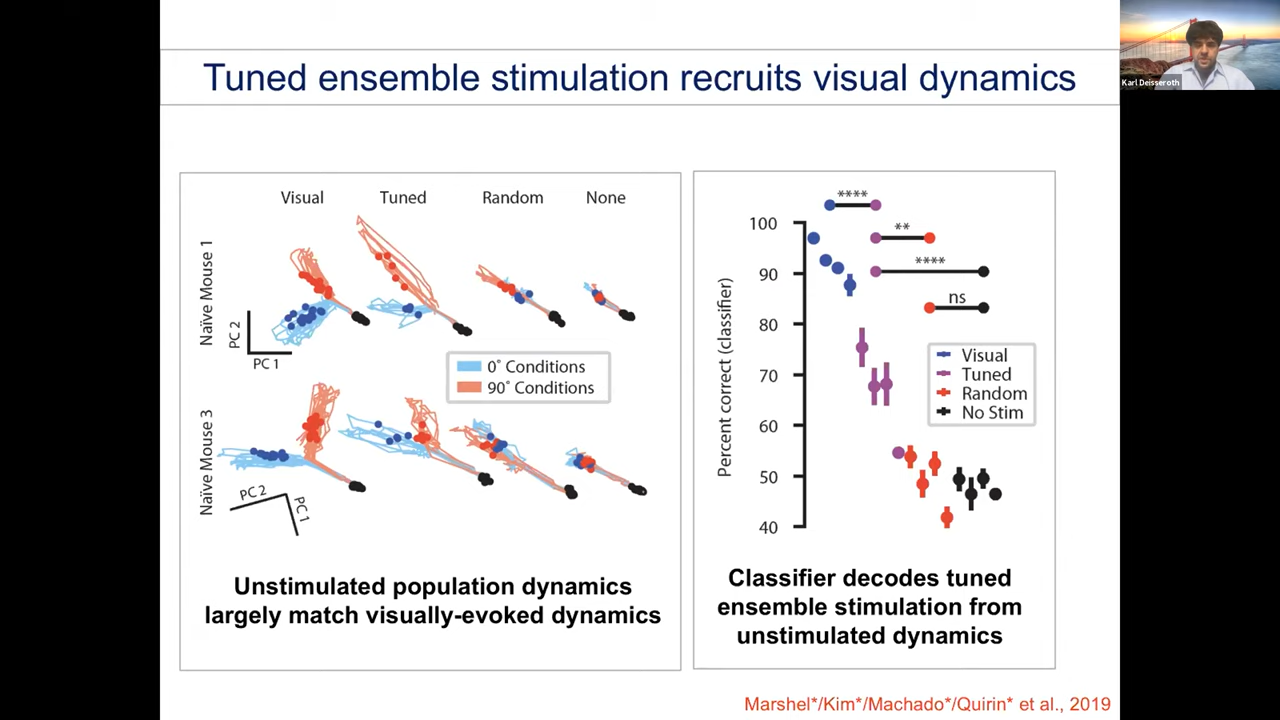 Karl Deisseroth
Tuned ensemble stimulation recruits visual dynamics
Visual Tuned Random None
Naïve Mouse 1
PC 2
PC 1
0° Conditions
90° Conditions
Naïve Mouse 3
PC 2
PC 1
Unstimulated population dynamics
largely match visually-evoked dynamics
****
**
****
ns
Percent correct (classifier)
100
90
80
70
60
50
40
Visual
Tuned
Random
No Stim
Classifier decodes tuned
ensemble stimulation from
unstimulated dynamics
Marshel*/Kim*/Machado*/Quirin* et al., 2019